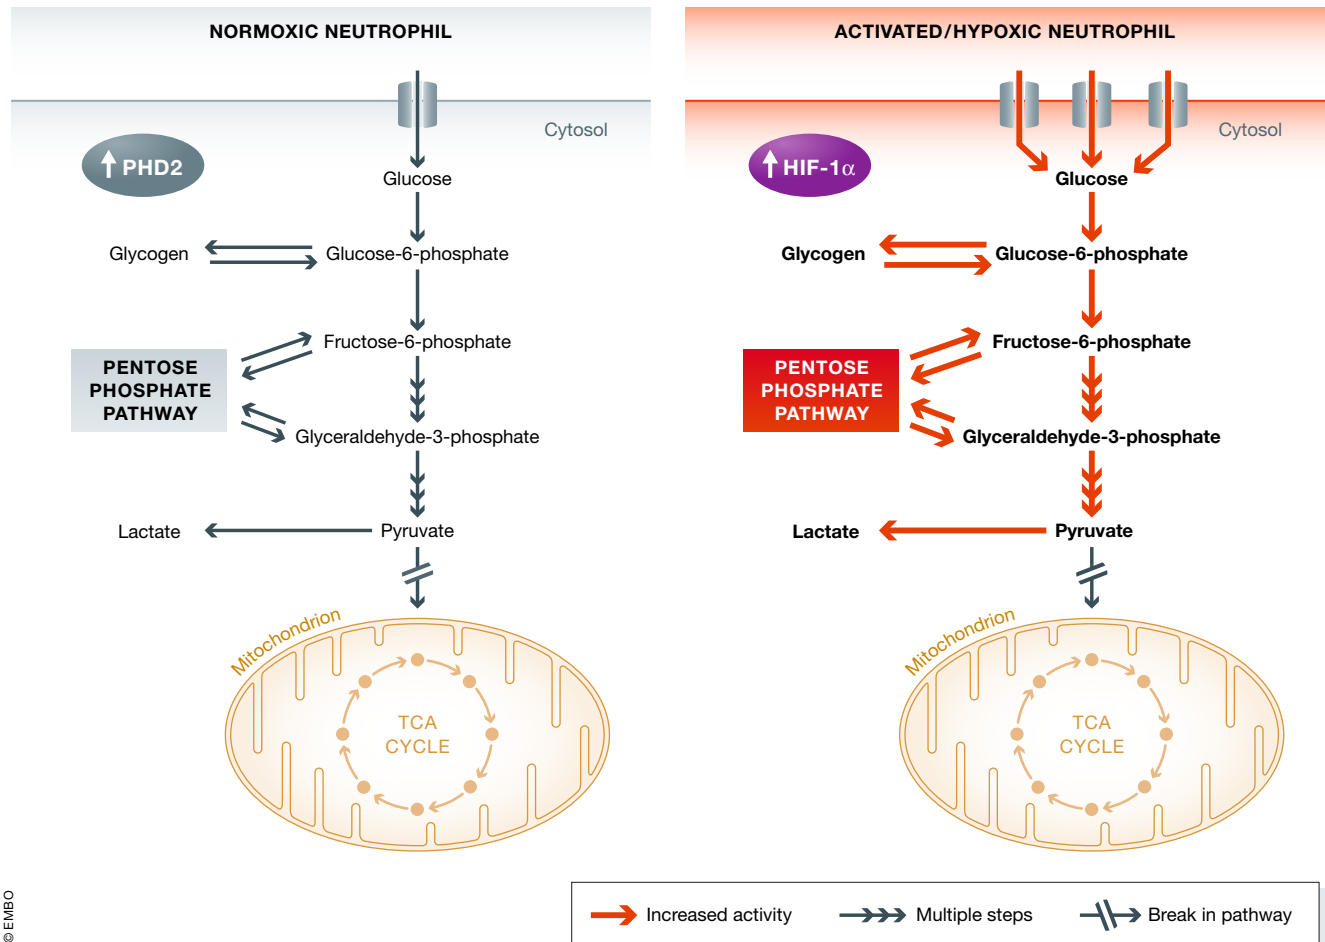 NORMOXIC NEUTROPHIL
Cytosol
PHD2
Glucose
Glycogen
Glucose-6-phosphate
Fructose-6-phosphate
PENTOSE
PHOSPHATE
PATHWAY
Glyceraldehyde-3-phosphate
Lactate
Pyruvate
Mitochondrion
TCA
CYCLE
ACTIVATED/HYPOXIC NEUTROPHIL
Cytosol
HIF-1α
Glucose
Glycogen
Glucose-6-phosphate
Fructose-6-phosphate
PENTOSE
PHOSPHATE
PATHWAY
Glyceraldehyde-3-phosphate
Lactate
Pyruvate
Mitochondrion
TCA
CYCLE
Increased activity
Multiple steps
Break in pathway
© EMBO